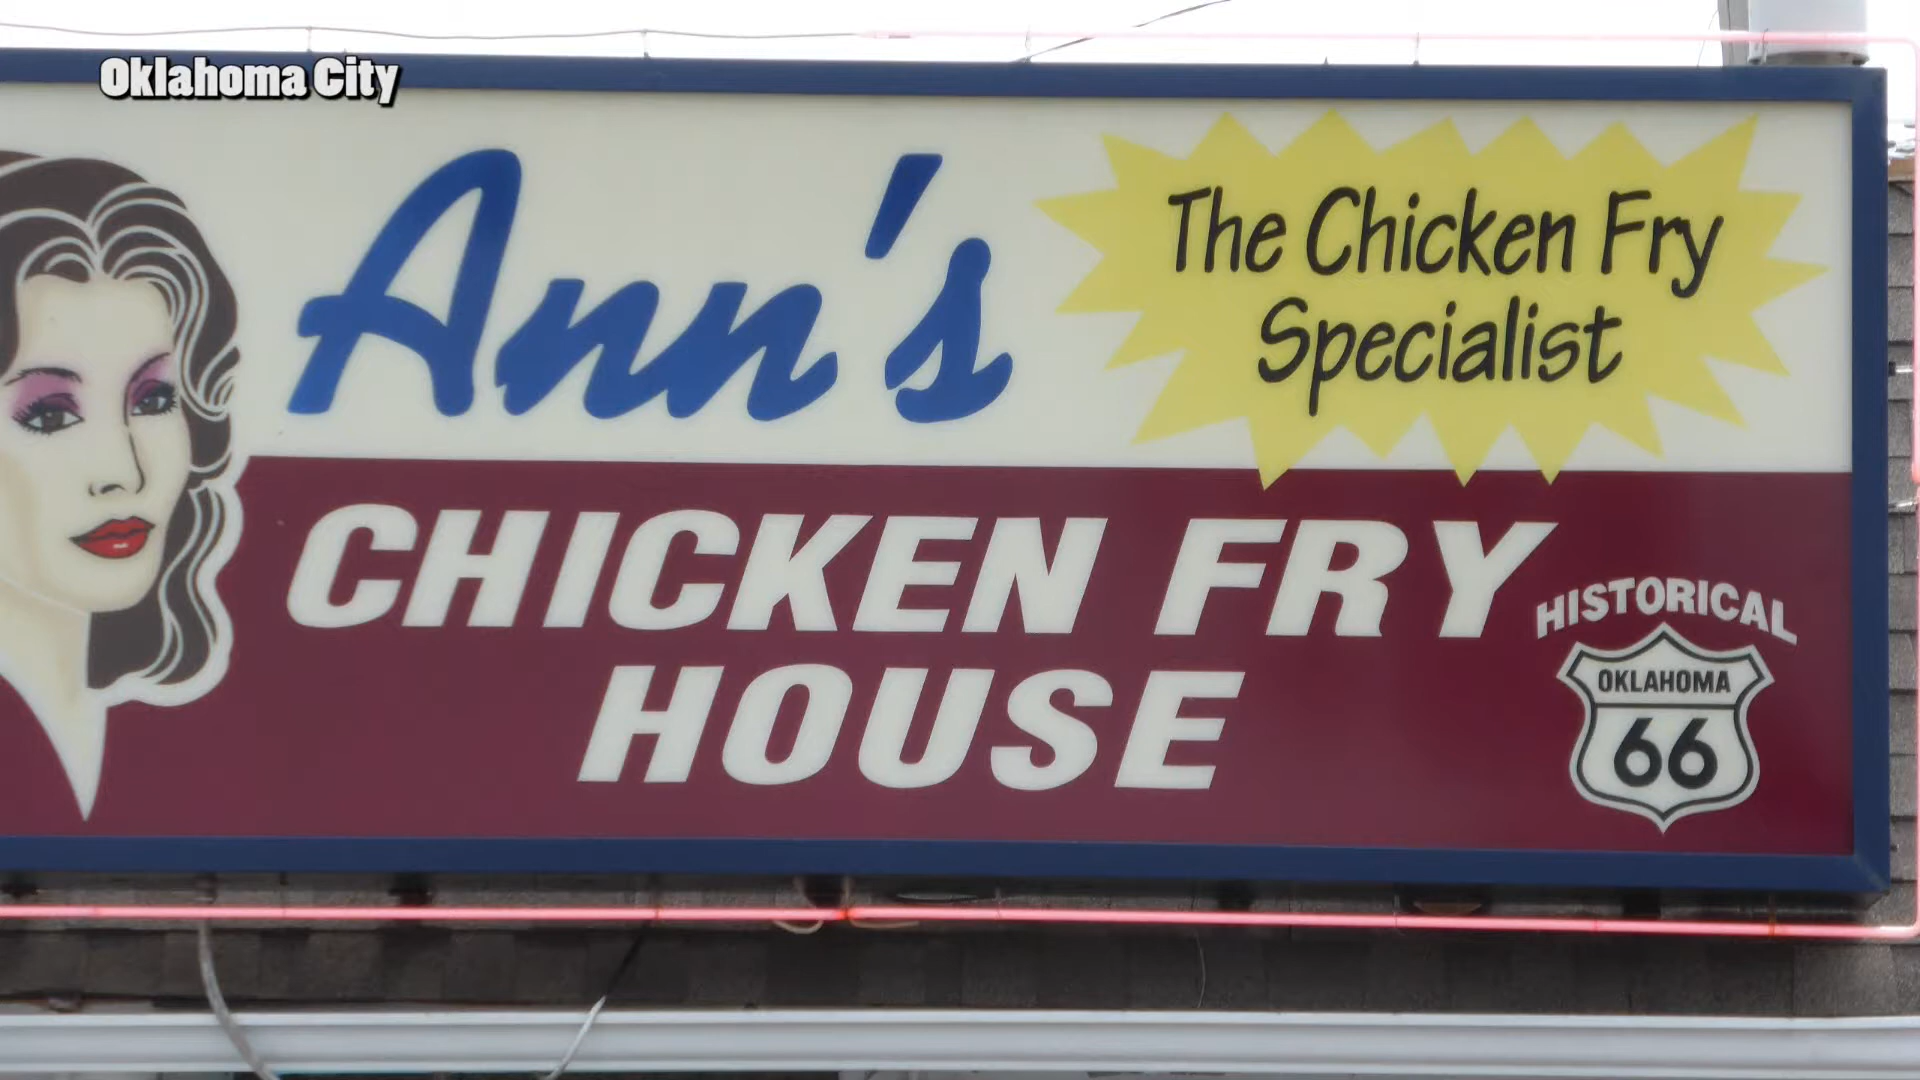 Oklahoma City
Ann's
The Chicken Fry
Specialist
CHICKEN FRY
HOUSE
HISTORICAL
OKLAHOMA
66